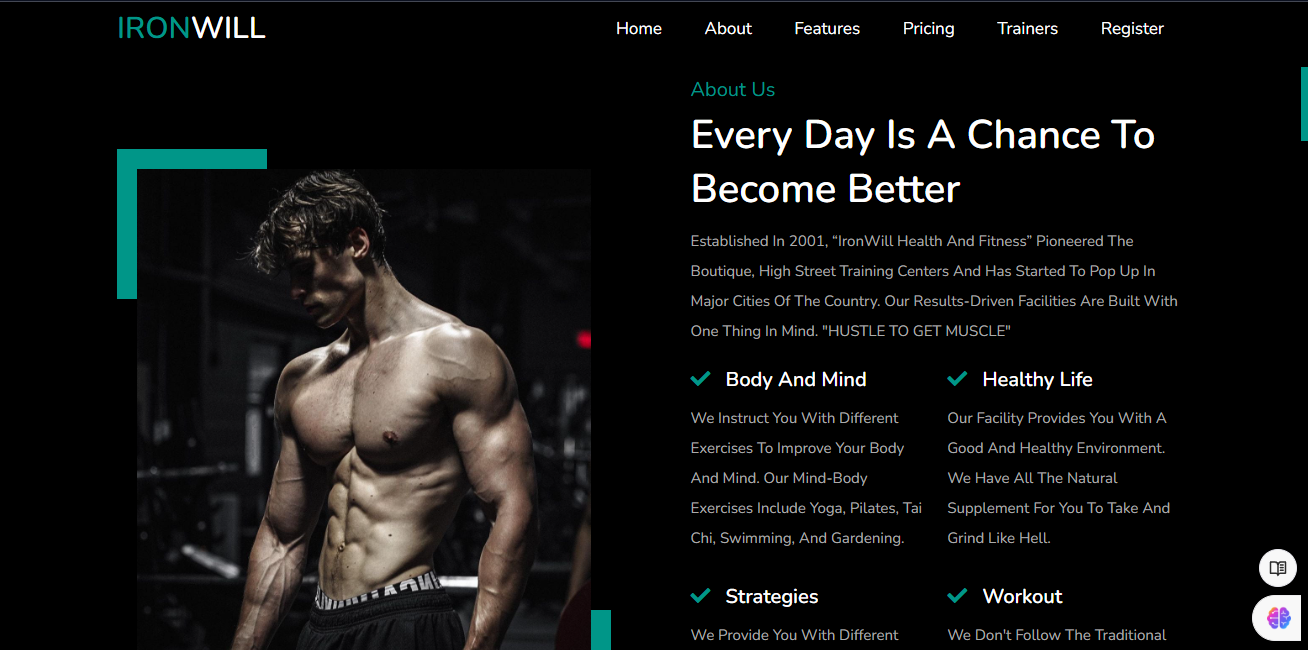 IRONWILL
Home About Features Pricing Trainers Register
About Us
Every Day Is A Chance To
Become Better
Established In 2001, “IronWill Health And Fitness” Pioneered The
Boutique, High Street Training Centers And Has Started To Pop Up In
Major Cities Of The Country. Our Results-Driven Facilities Are Built With
One Thing In Mind. "HUSTLE TO GET MUSCLE"
Body And Mind
We Instruct You With Different
Exercises To Improve Your Body
And Mind. Our Mind-Body
Exercises Include Yoga, Pilates, Tai
Chi, Swimming, And Gardening.
Healthy Life
Our Facility Provides You With A
Good And Healthy Environment.
We Have All The Natural
Supplement For You To Take And
Grind Like Hell.
Strategies
We Provide You With Different
Workout
We Don't Follow The Traditional